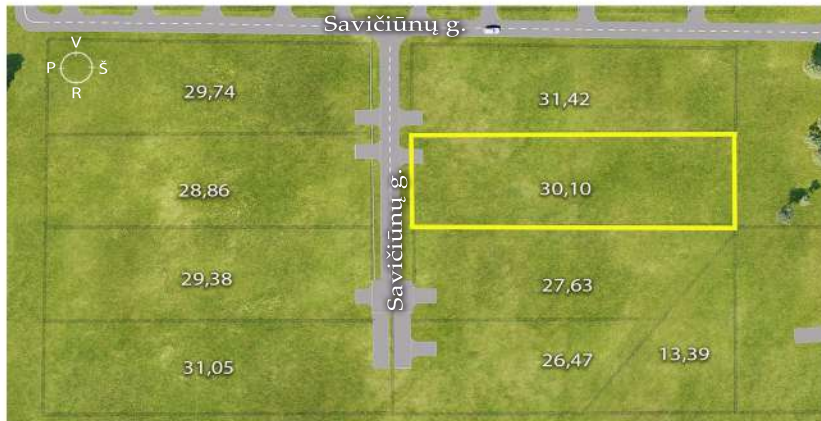 Savičiūnų g.
V
P Š
R
29,74
31,42
28,86
30,10
Savičiūnų g.
29,38
27,63
31,05
26,47
13,39